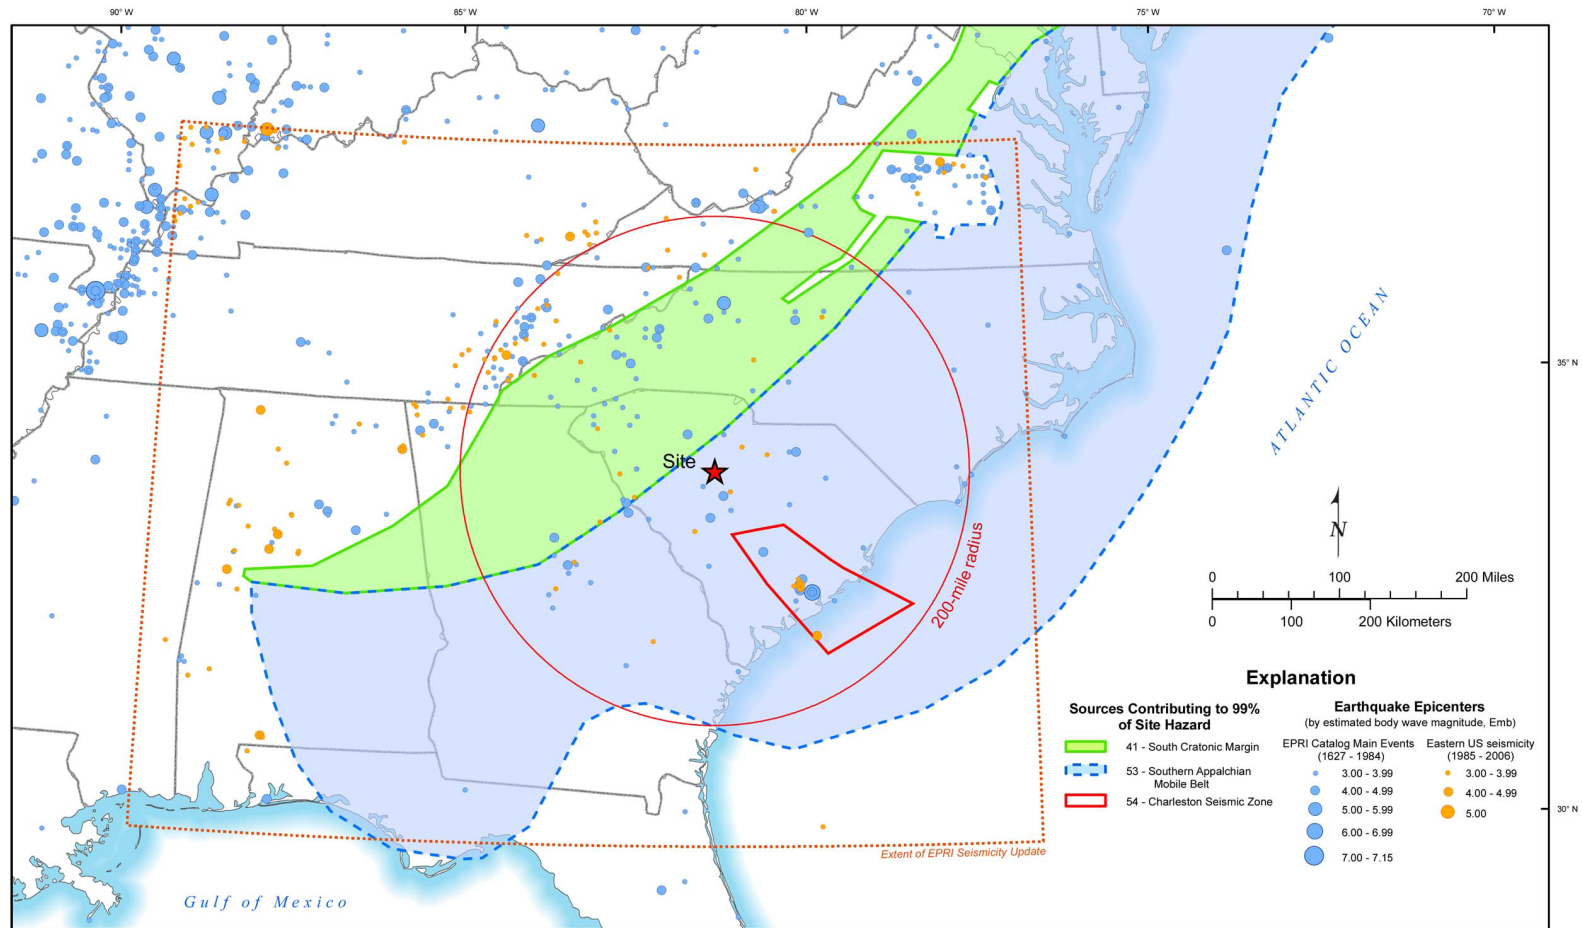 90° W
85° W
80° W
75° W
70° W
ATLANTIC OCEAN
35° N
Site
N
200-mile radius
0 100 200 Miles
0 100 200 Kilometers
Explanation
Sources Contributing to 99%
of Site Hazard
41 - South Cratonic Margin
53 - Southern Appalchian
Mobile Belt
54 - Charleston Seismic Zone
Earthquake Epicenters
(by estimated body wave magnitude, Emb)
EPRI Catalog Main Events
(1627 - 1984)
3.00 - 3.99
4.00 - 4.99
5.00 - 5.99
6.00 - 6.99
7.00 - 7.15
Eastern US seismicity
(1985 - 2006)
3.00 - 3.99
4.00 - 4.99
5.00
30° N
Extent of EPRI Seismicity Update
Gulf of Mexico